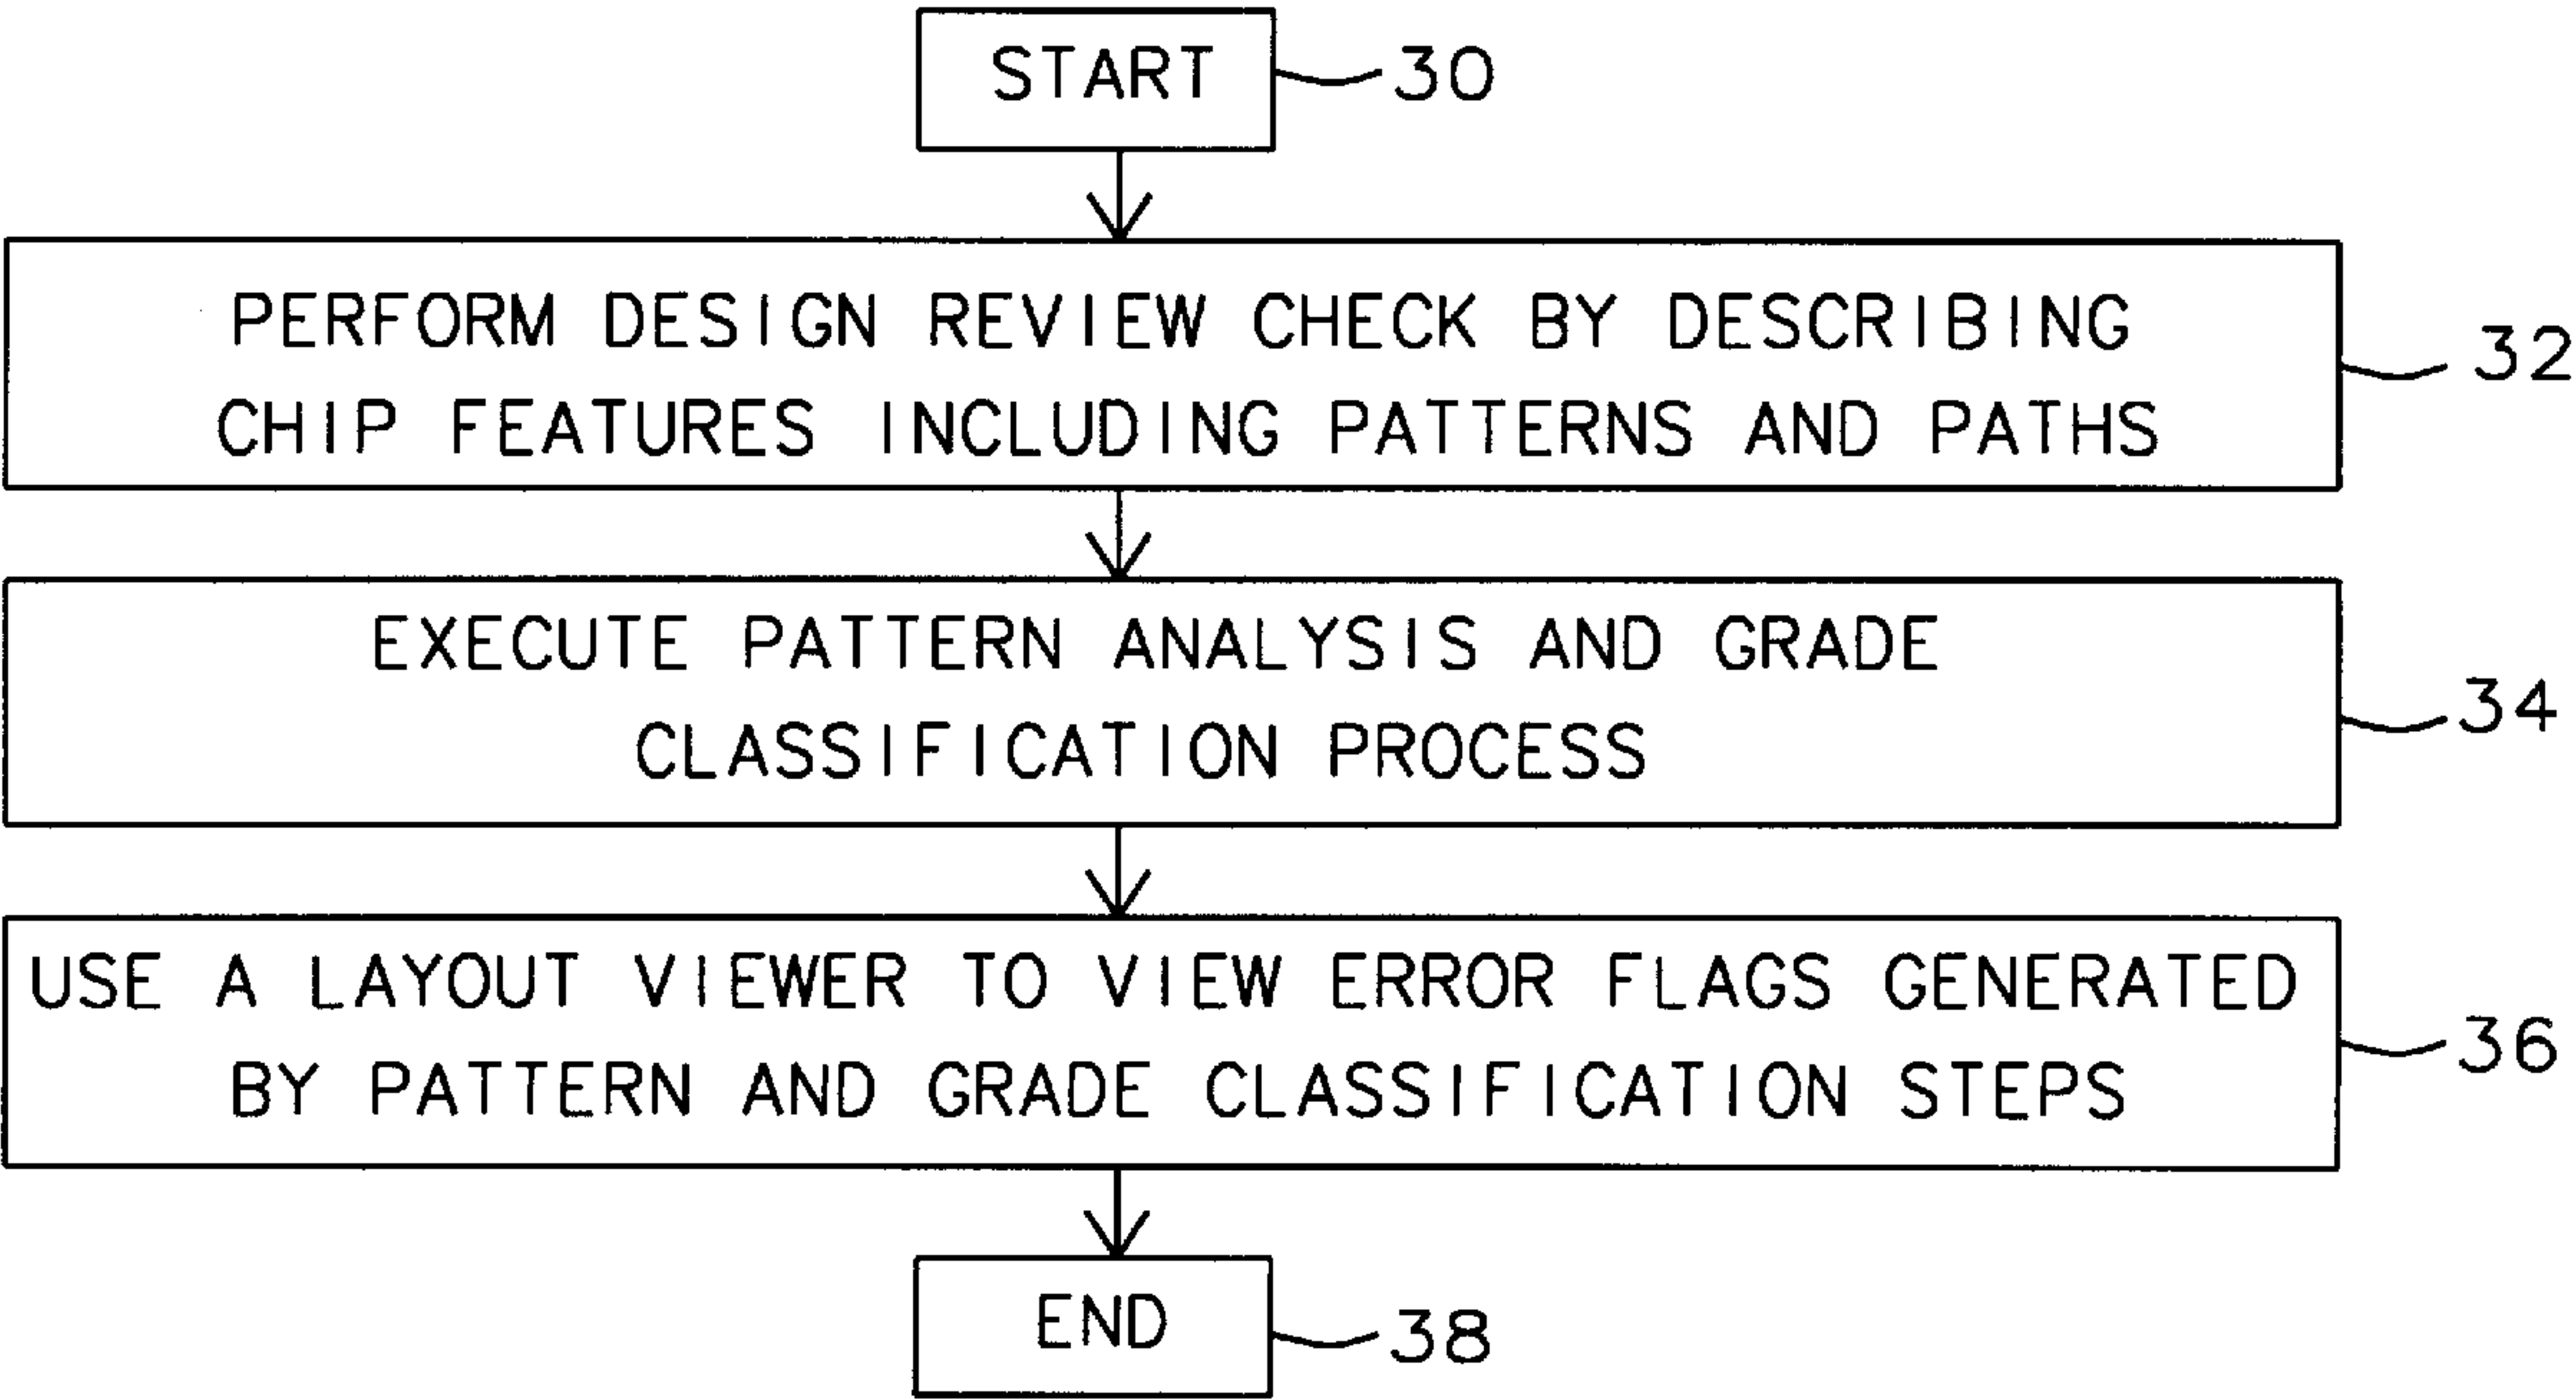 START 30
PERFORM DESIGN REVIEW CHECK BY DESCRIBING
CHIP FEATURES INCLUDING PATTERNS AND PATHS
32
EXECUTE PATTERN ANALYSIS AND GRADE
CLASSIFICATION PROCESS
34
USE A LAYOUT VIEWER TO VIEW ERROR FLAGS GENERATED
BY PATTERN AND GRADE CLASSIFICATION STEPS
36
END 38